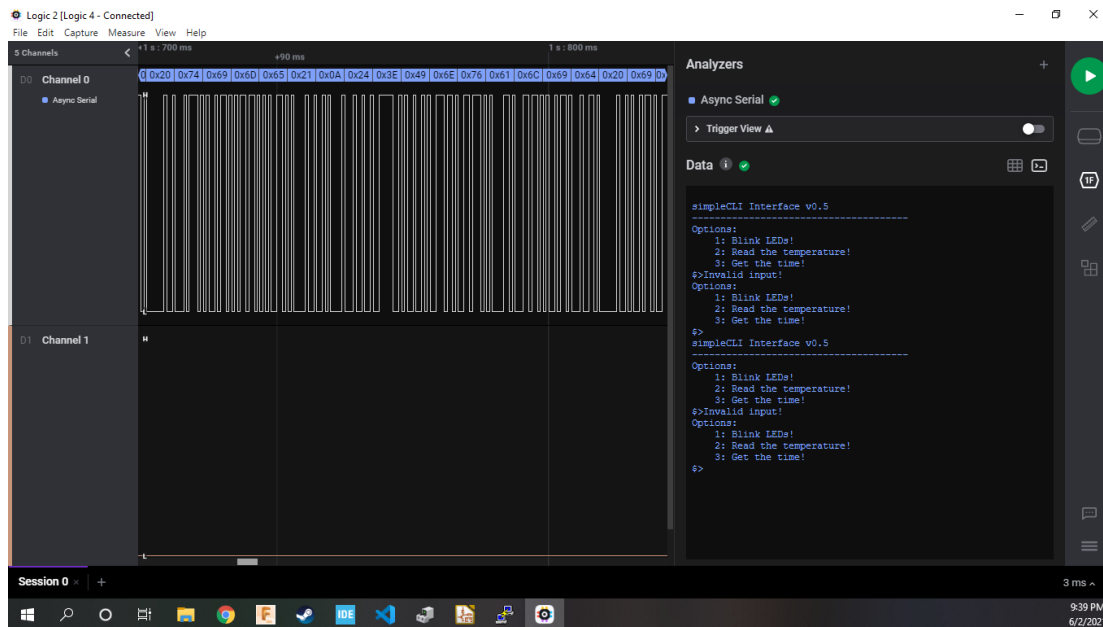 Logic 2 [Logic 4 - Connected]
File Edit Capture Measure View Help
5 Channels
1 s : 700 ms
+90 ms
1 s : 800 ms
D0 Channel 0
Async Serial
0x20 0x74 0x69 0x6D 0x65 0x21 0x0A 0x24 0x3E 0x49 0x6E 0x76 0x61 0x6C 0x69 0x64 0x20 0x69
H
L
D1 Channel 1
H
L
Analyzers
Async Serial
Trigger View
Data
simpleCLI Interface v0.5
--------------------------------------
Options:
1: Blink LEDs!
2: Read the temperature!
3: Get the time!
$>Invalid input!
Options:
1: Blink LEDs!
2: Read the temperature!
3: Get the time!
$>
simpleCLI Interface v0.5
--------------------------------------
Options:
1: Blink LEDs!
2: Read the temperature!
3: Get the time!
$>Invalid input!
Options:
1: Blink LEDs!
2: Read the temperature!
3: Get the time!
$>
1F
Session 0
3 ms
IDE
9:39 PM